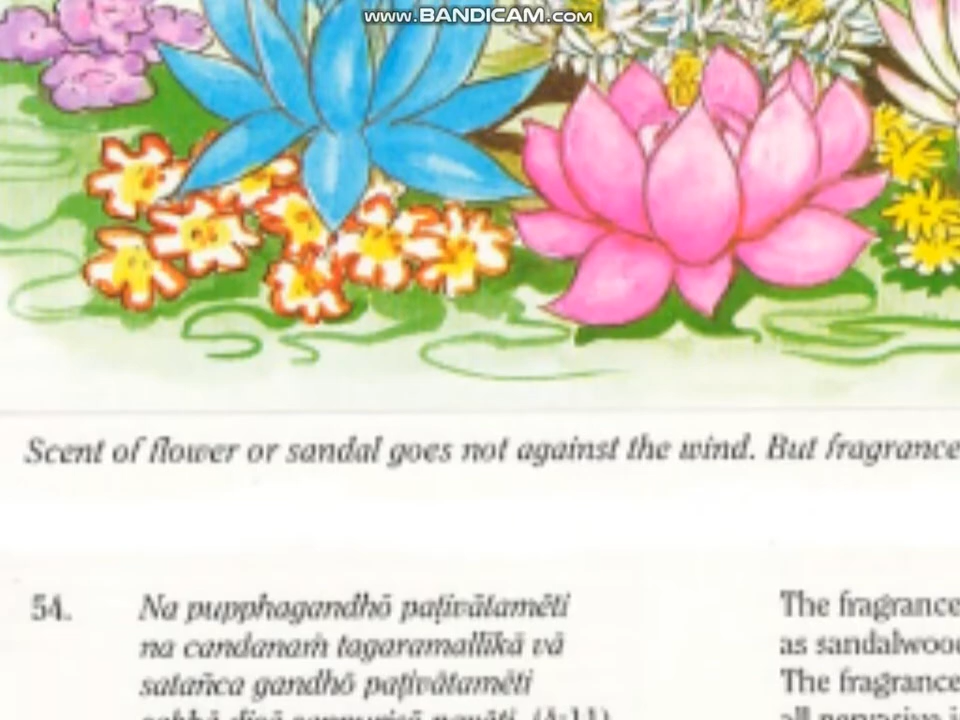 www.BANDICAM.com
Scent of flower or sandal goes not against the wind. But fragrance
54.
Na pupphagandhō paṭivātamēti
na candanaṁ tagaramallikā vā
satañca gandhō paṭivātamēti
The fragrance
as sandalwood
The fragrance